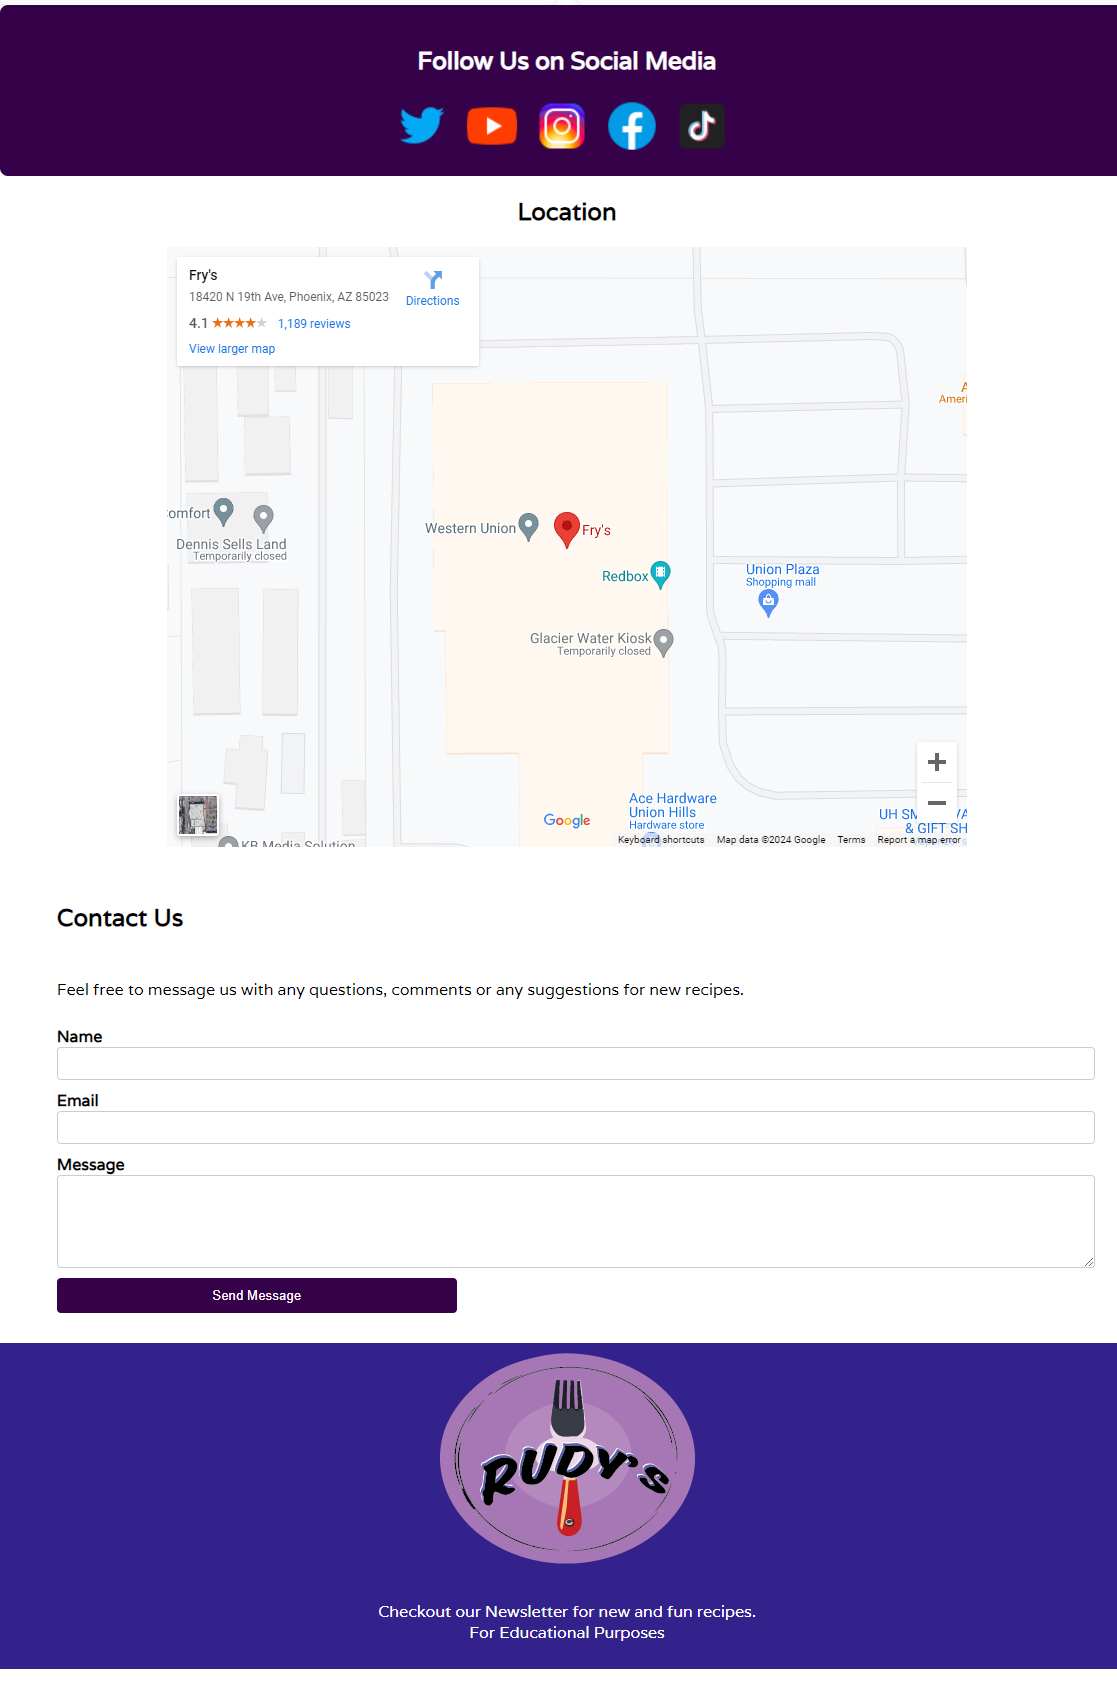 Follow Us on Social Media
Location
Fry's
18420 N 19th Ave, Phoenix, AZ 85023
Directions
4.1
1,189 reviews
View larger map
Ameri
omfort
Dennis Sells Land
Temporarily closed
Western Union
Fry's
Redbox
Union Plaza
Shopping mall
Glacier Water Kiosk
Temporarily closed
Ace Hardware
Union Hills
Hardware store
Google
UH SM
VA
& GIFT SH
KB Media Solution
Keyboard shortcuts
Map data ©2024 Google
Terms
Report a map error
Contact Us
Feel free to message us with any questions, comments or any suggestions for new recipes.
Name
Email
Message
Send Message
RUDY's
Checkout our Newsletter for new and fun recipes.
For Educational Purposes